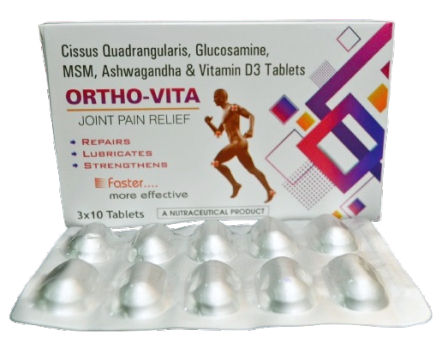 Cissus Quadrangularis, Glucosamine,
MSM, Ashwagandha & Vitamin D3 Tablets
ORTHO-VITA
JOINT PAIN RELIEF
REPAIRS
LUBRICATES
STRENGTHENS
faster....
more effective
3x10 Tablets
A NUTRACEUTICAL PRODUCT